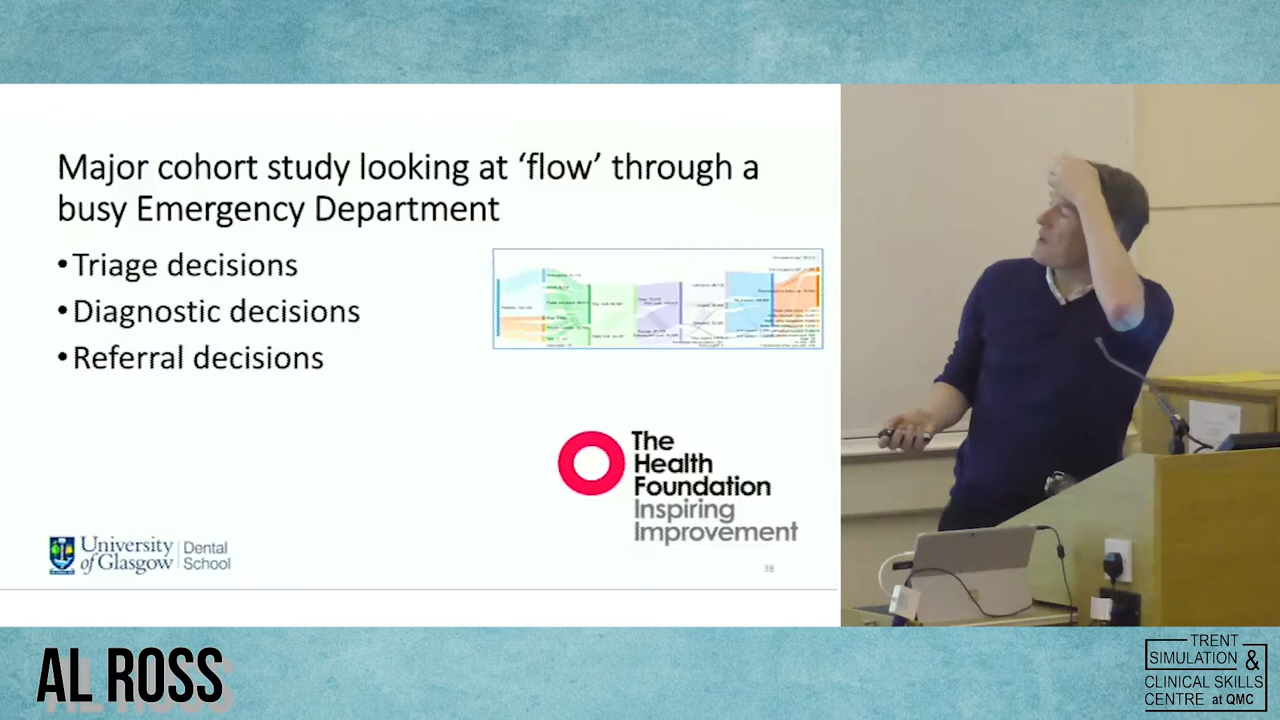 Major cohort study looking at ‘flow’ through a
busy Emergency Department
•Triage decisions
•Diagnostic decisions
•Referral decisions
The
Health
Foundation
Inspiring
Improvement
University
of Glasgow
Dental
School
38
AL ROSS
TRENT
SIMULATION &
CLINICAL SKILLS
CENTRE at QMC